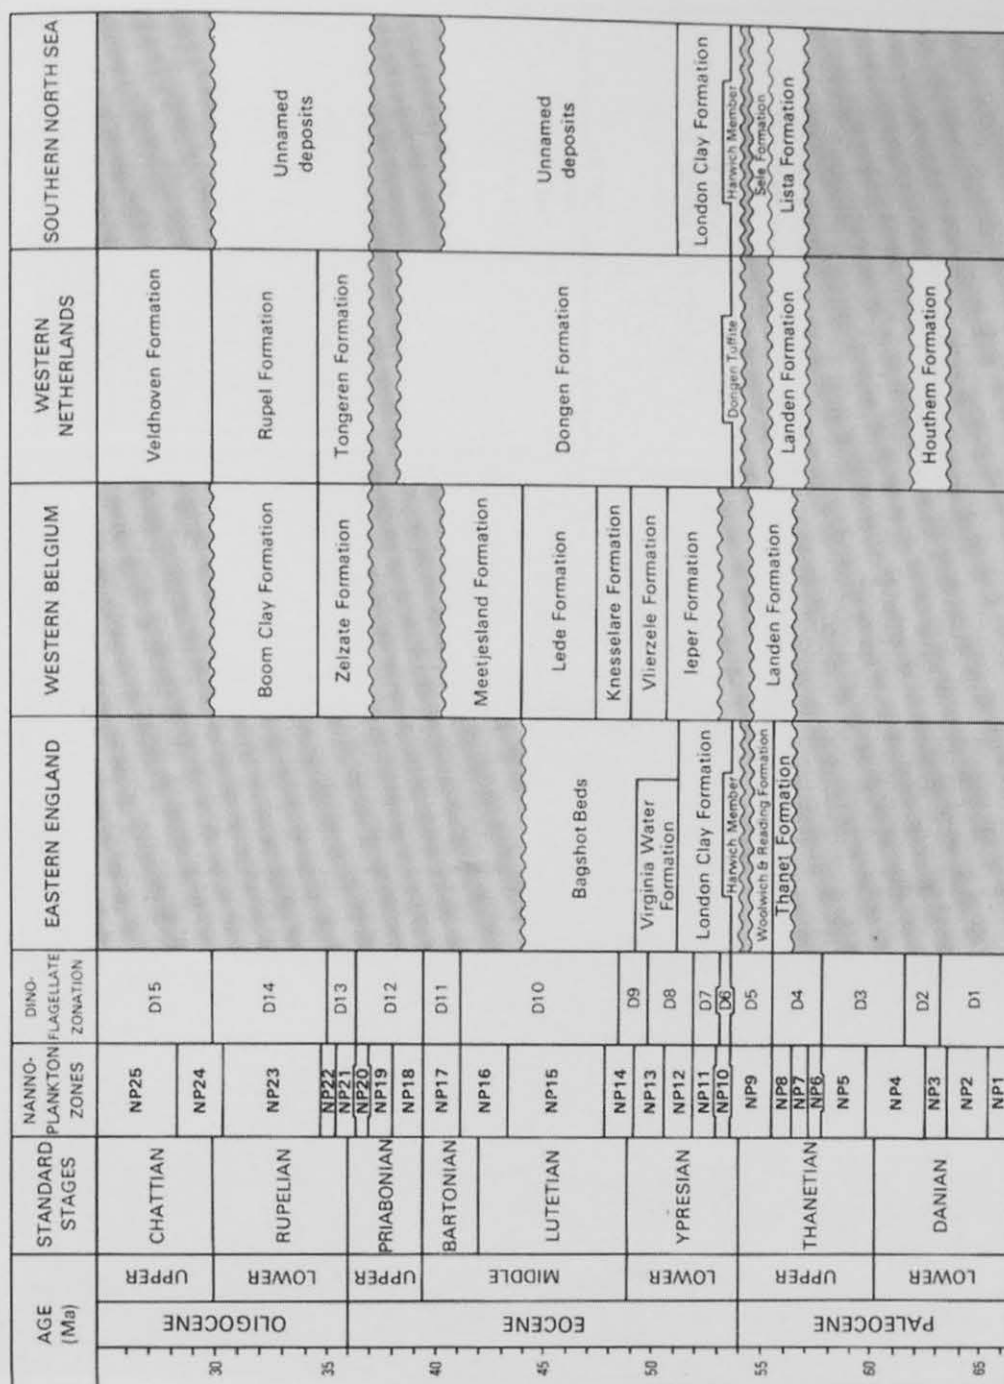 AGE
(Ma)
STANDARD
STAGES
NANNO-
PLANKTON
ZONES
DINO-
FLAGELLATE
ZONATION
EASTERN ENGLAND
WESTERN BELGIUM
WESTERN
NETHERLANDS
SOUTHERN NORTH SEA
30
35
40
45
50
55
60
65
OLIGOCENE
EOCENE
PALEOCENE
UPPER
LOWER
UPPER
MIDDLE
LOWER
UPPER
LOWER
CHATTIAN
RUPELIAN
PRIABONIAN
BARTONIAN
LUTETIAN
YPRESIAN
THANETIAN
DANIAN
NP25
NP24
NP23
NP22
NP21
NP20
NP19
NP18
NP17
NP16
NP15
NP14
NP13
NP12
NP11
NP10
NP9
NP8
NP7
NP6
NP5
NP4
NP3
NP2
NP1
D15
D14
D13
D12
D11
D10
D9
D8
D7
D6
D5
D4
D3
D2
D1
Bagshot Beds
Virginia Water
Formation
London Clay Formation
Harwich Member
Woolwich & Reading Formation
Thanet Formation
Boom Clay Formation
Zelzate Formation
Meetjesland Formation
Lede Formation
Knesselare Formation
Vlierzele Formation
Ieper Formation
Landen Formation
Veldhoven Formation
Rupel Formation
Tongeren Formation
Dongen Formation
Dongen Tuffite
Landen Formation
Houthem Formation
Unnamed
deposits
Unnamed
deposits
London Clay Formation
Harwich Member
Sele Formation
Lista Formation